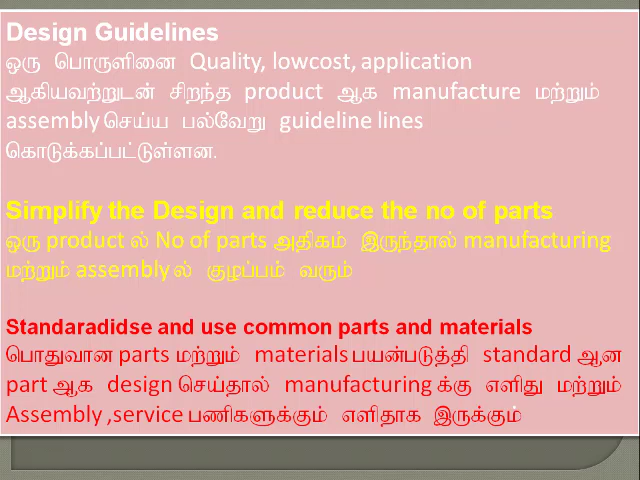 Design Guidelines
ஒரு பொருளினை Quality, lowcost, application
ஆகியவற்றுடன் சிறந்த product ஆக manufacture மற்றும்
assembly செய்ய பல்வேறு guideline lines
கொடுக்கப்பட்டுள்ளன.
Simplify the Design and reduce the no of parts
ஒரு product ல் No of parts அதிகம் இருந்தால் manufacturing
மற்றும் assembly ல் குழப்பம் வரும்
Standaradidse and use common parts and materials
பொதுவான parts மற்றும் materials பயன்படுத்தி standard ஆன
part ஆக design செய்தால் manufacturing க்கு எளிது மற்றும்
Assembly ,service பணிகளுக்கும் எளிதாக இருக்கும்